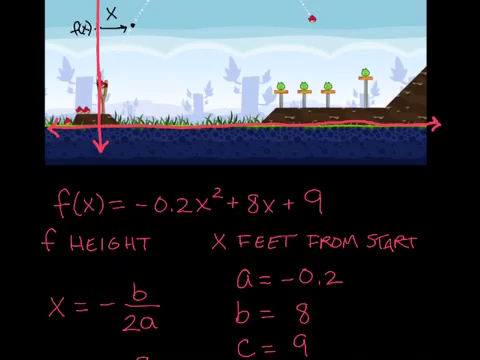 X
f(x)
f(x) = -0.2x² + 8x + 9
f HEIGHT
X FEET FROM START
a = -0.2
x = - b/2a
b = 8
c = 9